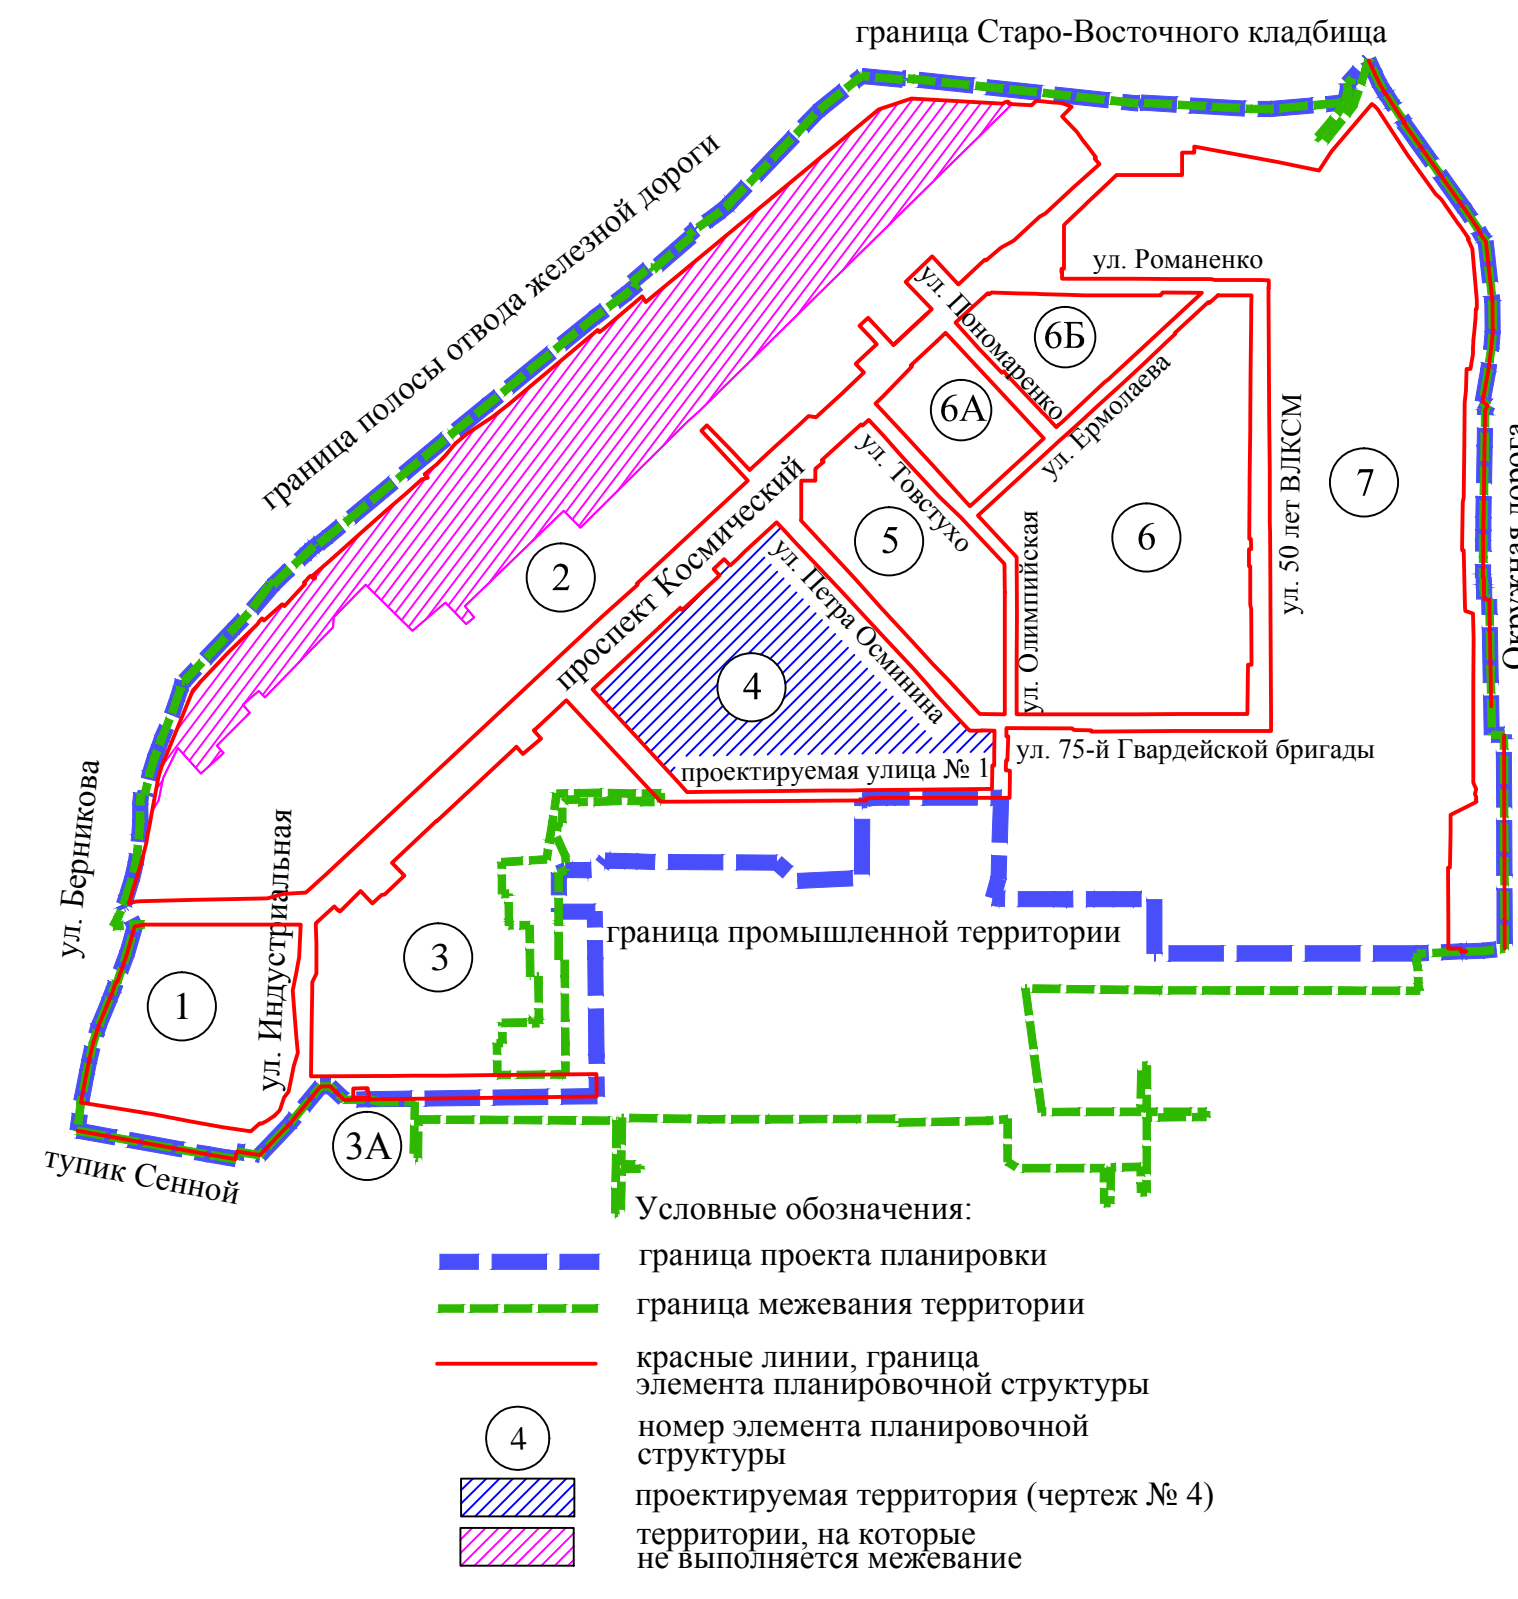 граница Старо-Восточного кладбища
граница полосы отвода железной дороги
ул. Романенко
ул. Пономаренко
6Б
6А
ул. Ермолаева
ул. 50 лет ВЛКСМ
7
Окружная дорога
ул. Товстухо
проспект Космический
5
6
ул. Олимпийская
2
ул. Петра Осминина
4
ул. 75-й Гвардейской бригады
проектируемая улица № 1
ул. Берникова
ул. Индустриальная
граница промышленной территории
3
1
3А
тупик Сенной
Условные обозначения:
граница проекта планировки
граница межевания территории
красные линии, граница
элемента планировочной структуры
4
номер элемента планировочной
структуры
проектируемая территория (чертеж № 4)
территории, на которые
не выполняется межевание